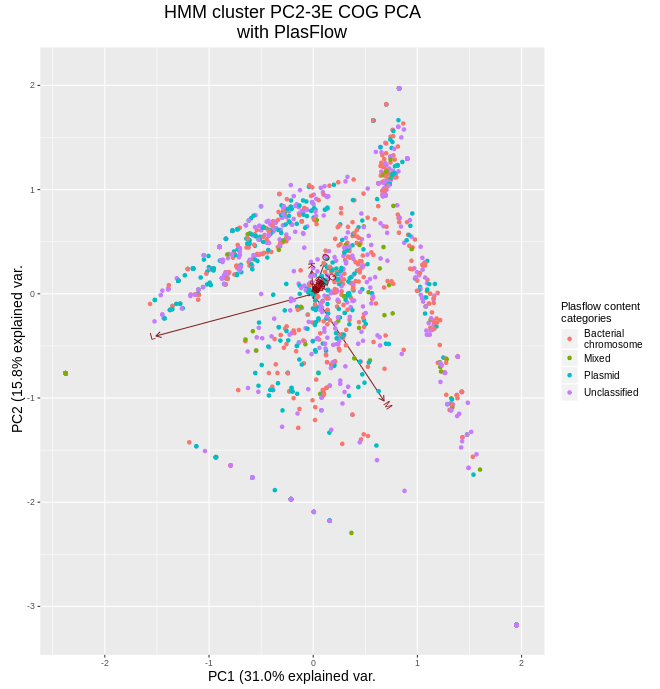 HMM cluster PC2-3E COG PCA
with PlasFlow
PC2 (15.8% explained var.
2
1
0
-1
-2
-3
L
M
K
O
G
-2
-1
0
1
2
PC1 (31.0% explained var.
Plasflow content
categories
Bacterial
chromosome
Mixed
Plasmid
Unclassified